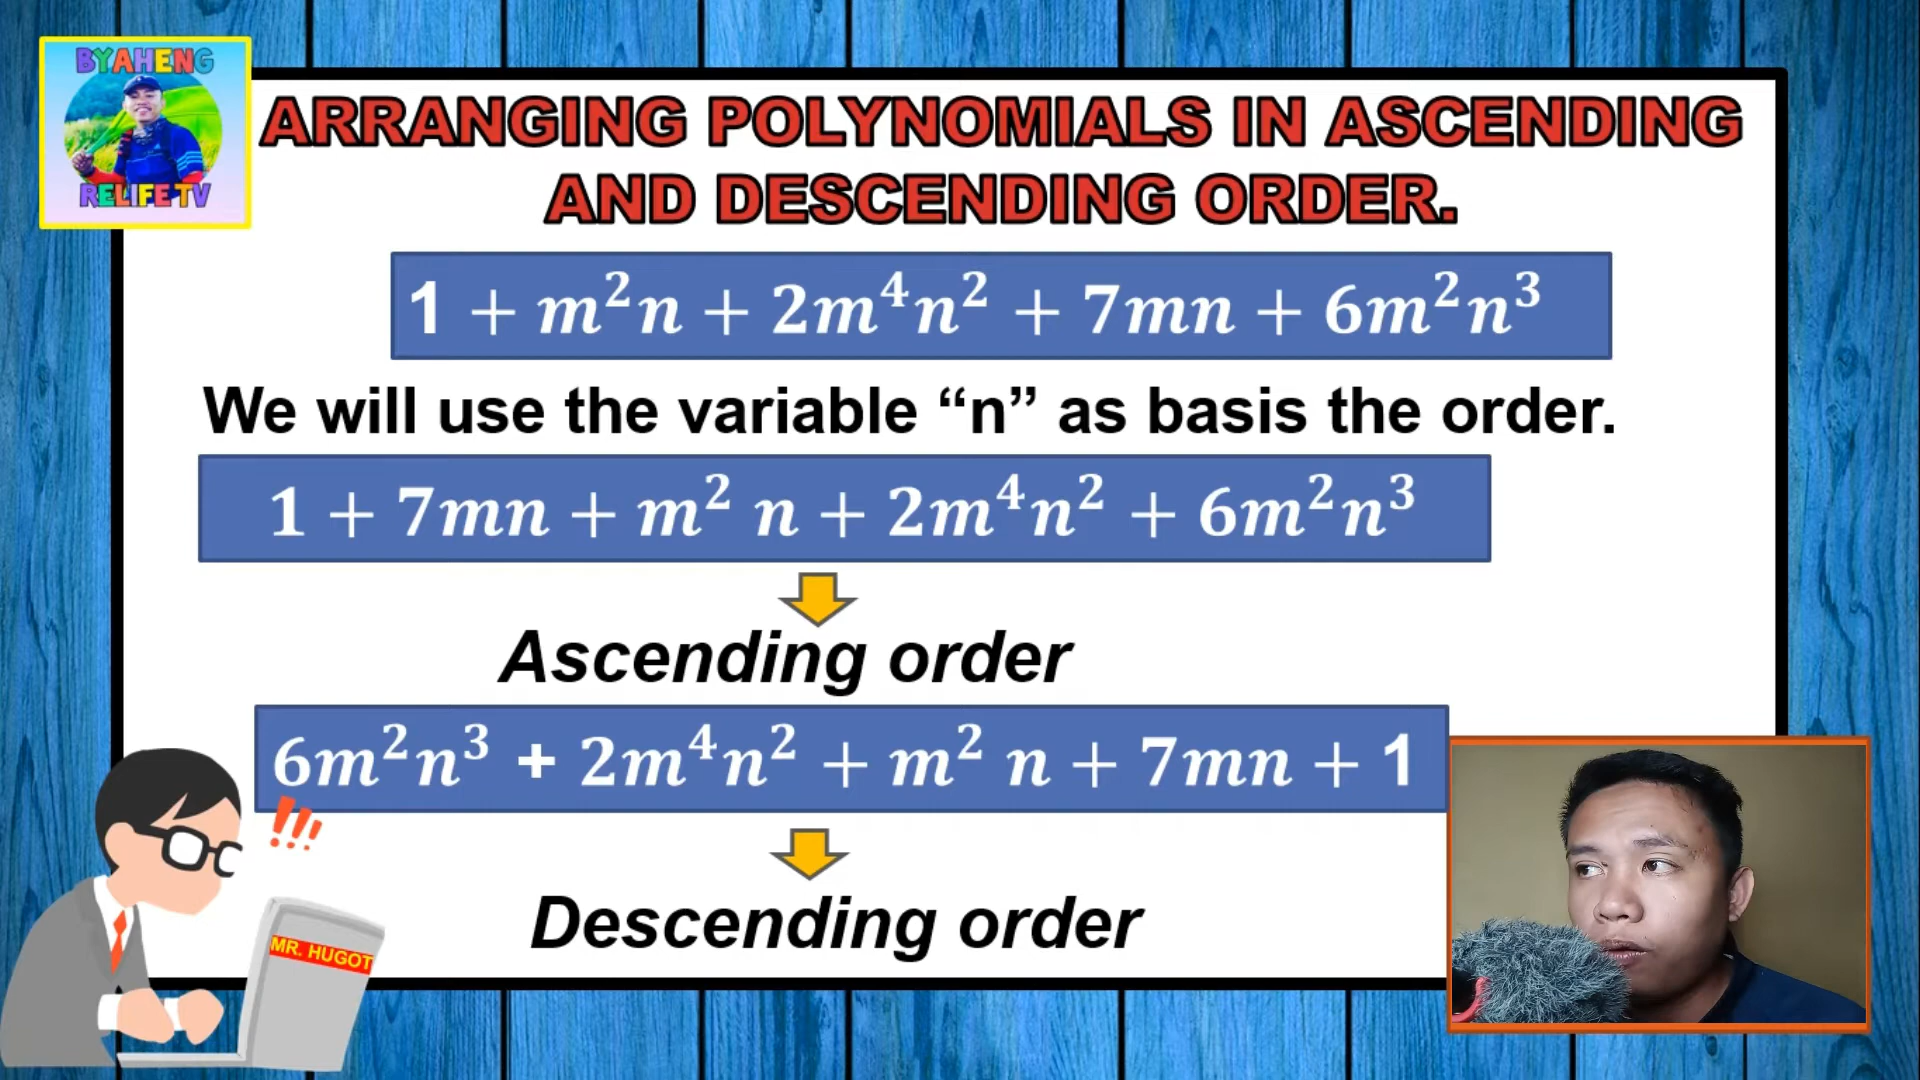 BYAHENG
RELIFE TV
ARRANGING POLYNOMIALS IN ASCENDING
AND DESCENDING ORDER.
1 + m²n + 2m⁴n² + 7mn + 6m²n³
We will use the variable “n” as basis the order.
1 + 7mn + m² n + 2m⁴n² + 6m²n³
Ascending order
6m²n³ + 2m⁴n² + m² n + 7mn + 1
!!!
Descending order
MR. HUGOT